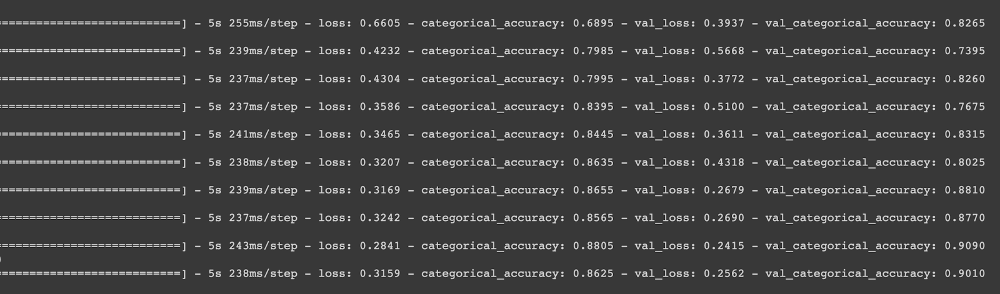 ===========================] - 5s 255ms/step - loss: 0.6605 - categorical_accuracy: 0.6895 - val_loss: 0.3937 - val_categorical_accuracy: 0.8265
===========================] - 5s 239ms/step - loss: 0.4232 - categorical_accuracy: 0.7985 - val_loss: 0.5668 - val_categorical_accuracy: 0.7395
===========================] - 5s 237ms/step - loss: 0.4304 - categorical_accuracy: 0.7995 - val_loss: 0.3772 - val_categorical_accuracy: 0.8260
===========================] - 5s 237ms/step - loss: 0.3586 - categorical_accuracy: 0.8395 - val_loss: 0.5100 - val_categorical_accuracy: 0.7675
===========================] - 5s 241ms/step - loss: 0.3465 - categorical_accuracy: 0.8445 - val_loss: 0.3611 - val_categorical_accuracy: 0.8315
===========================] - 5s 238ms/step - loss: 0.3207 - categorical_accuracy: 0.8635 - val_loss: 0.4318 - val_categorical_accuracy: 0.8025
===========================] - 5s 239ms/step - loss: 0.3169 - categorical_accuracy: 0.8655 - val_loss: 0.2679 - val_categorical_accuracy: 0.8810
===========================] - 5s 237ms/step - loss: 0.3242 - categorical_accuracy: 0.8565 - val_loss: 0.2690 - val_categorical_accuracy: 0.8770
===========================] - 5s 243ms/step - loss: 0.2841 - categorical_accuracy: 0.8805 - val_loss: 0.2415 - val_categorical_accuracy: 0.9090
===========================] - 5s 238ms/step - loss: 0.3159 - categorical_accuracy: 0.8625 - val_loss: 0.2562 - val_categorical_accuracy: 0.9010